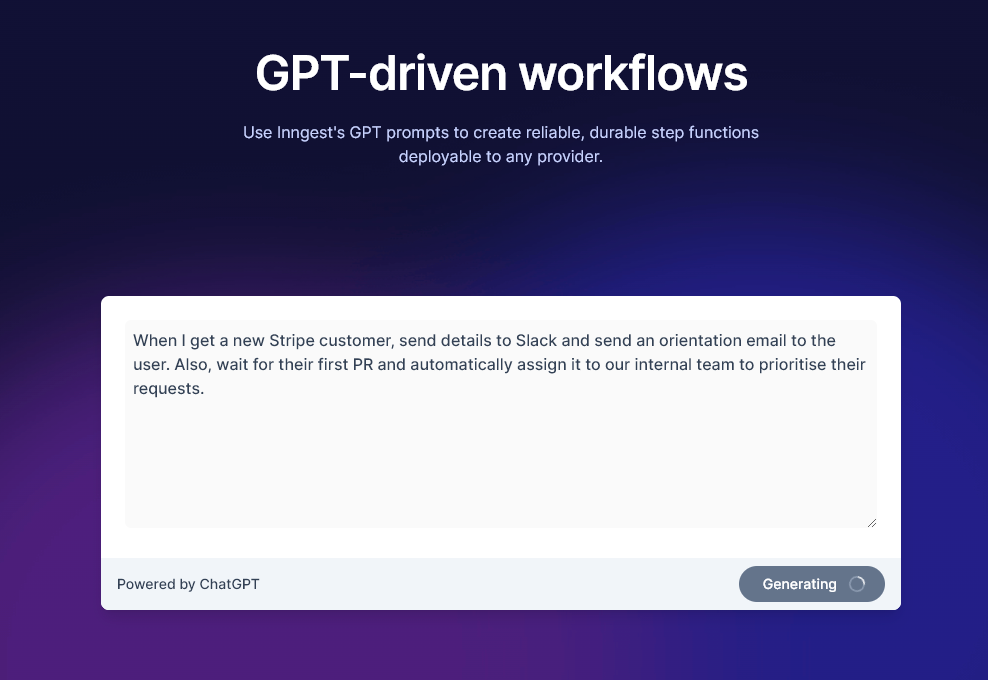 GPT-driven workflows
Use Inngest's GPT prompts to create reliable, durable step functions
deployable to any provider.
When I get a new Stripe customer, send details to Slack and send an orientation email to the
user. Also, wait for their first PR and automatically assign it to our internal team to prioritise their
requests.
Powered by ChatGPT
Generating